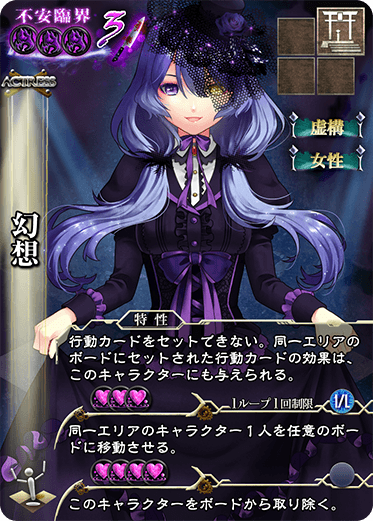 不安臨界
3
ACTRESS
虚構
女性
幻想
特性
行動カードをセットできない。同一エリアの
ボードにセットされた行動カードの効果は、
このキャラクターにも与えられる。
1ループ1回制限
1/L
同一エリアのキャラクター1人を任意のボー
ドに移動させる。
このキャラクターをボードから取り除く。